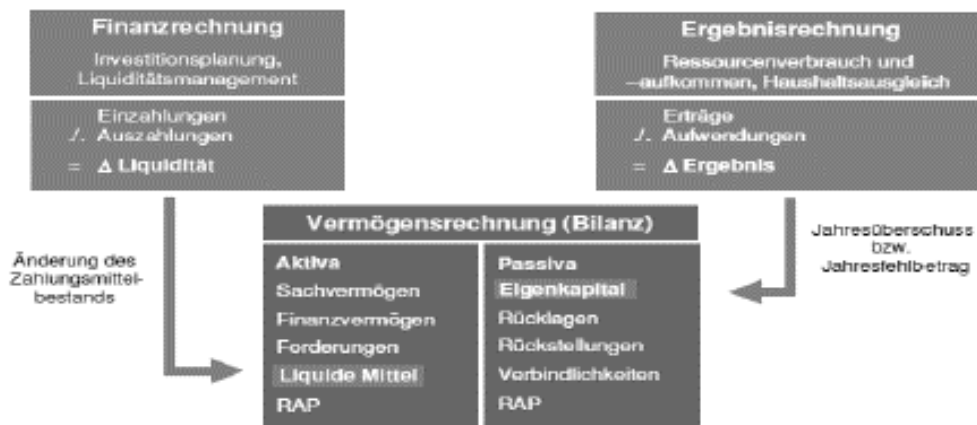 Finanzrechnung
Investitionsplanung,
Liquiditätsmanagement
Einzahlungen
./. Auszahlungen
= Δ Liquidität
Ergebnisrechnung
Ressourcenverbrauch und
–aufkommen, Haushaltsausgleich
Erträge
./. Aufwendungen
= Δ Ergebnis
Änderung des
Zahlungsmittel-
bestands
Vermögensrechnung (Bilanz)
Aktiva
Sachvermögen
Finanzvermögen
Forderungen
Liquide Mittel
RAP
Passiva
Eigenkapital
Rücklagen
Rückstellungen
Verbindlichkeiten
RAP
Jahresüberschuss
bzw.
Jahresfehlbetrag